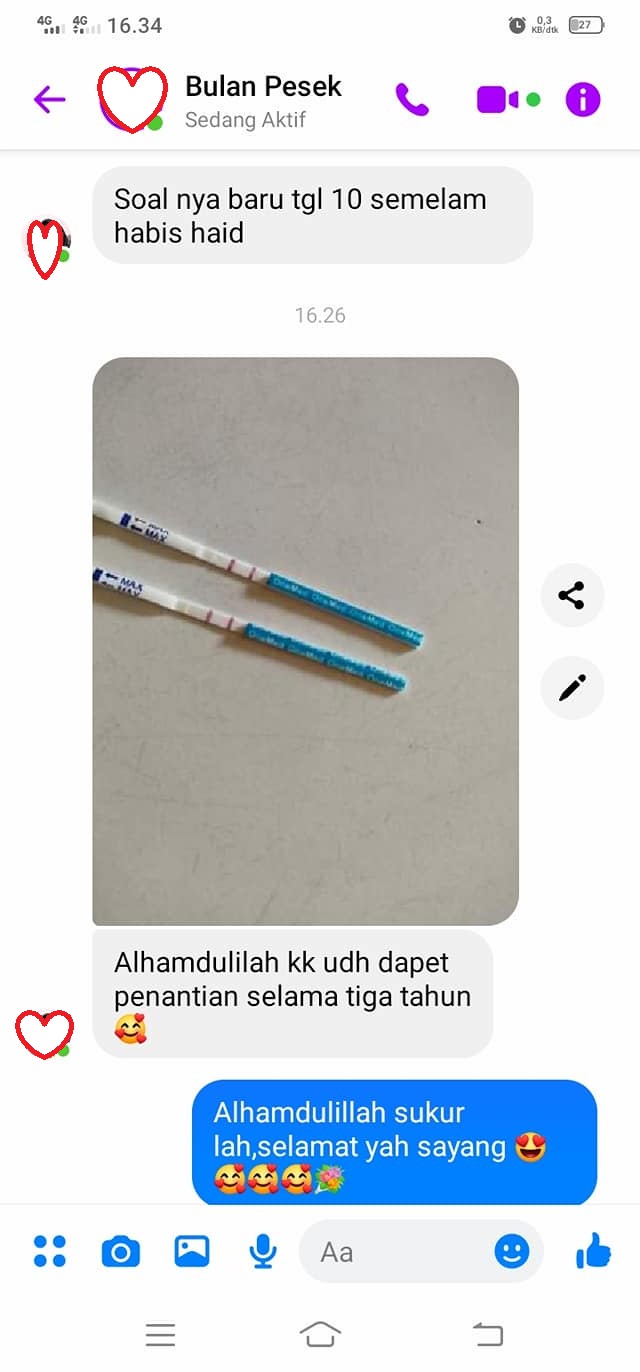 4G 4G 16.34 0,3 KB/dtk 27
Bulan Pesek
Sedang Aktif
Soal nya baru tgl 10 semelam
habis haid
16.26
MAX
MAX
OneMed OneMed OneMed OneMed
OneMed OneMed OneMed OneMed
Alhamdulilah kk udh dapet
penantian selama tiga tahun
🥰
Alhamdulillah sukur
lah,selamat yah sayang 😍
🥰🥰🥰💐
Aa